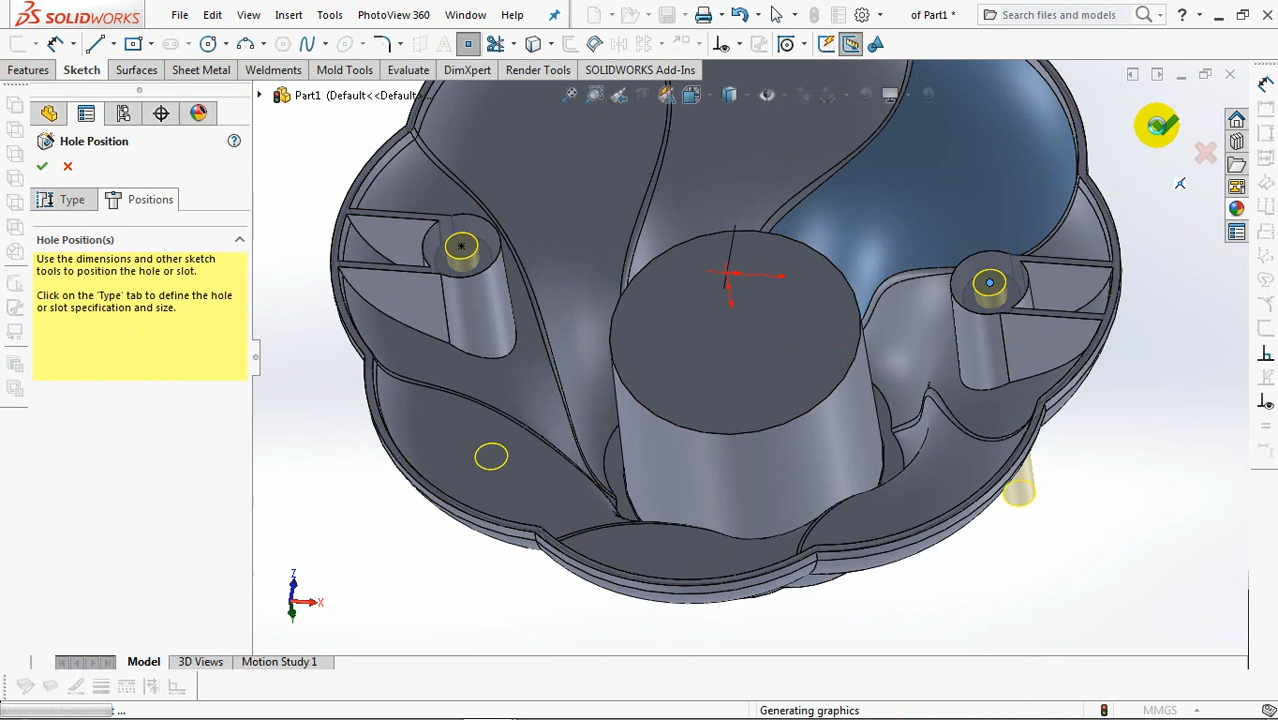 SOLIDWORKS File Edit View Insert Tools PhotoView 360 Window Help of Part1 * Search files and models ?
Features Sketch Surfaces Sheet Metal Weldments Mold Tools Evaluate DimXpert Render Tools SOLIDWORKS Add-Ins
Part1 (Default<<Default>...
Hole Position ?
Type Positions
Hole Position(s)
Use the dimensions and other sketch
tools to position the hole or slot.
Click on the 'Type' tab to define the hole
or slot specification and size.
Z
X
Model 3D Views Motion Study 1
... Generating graphics MMGS